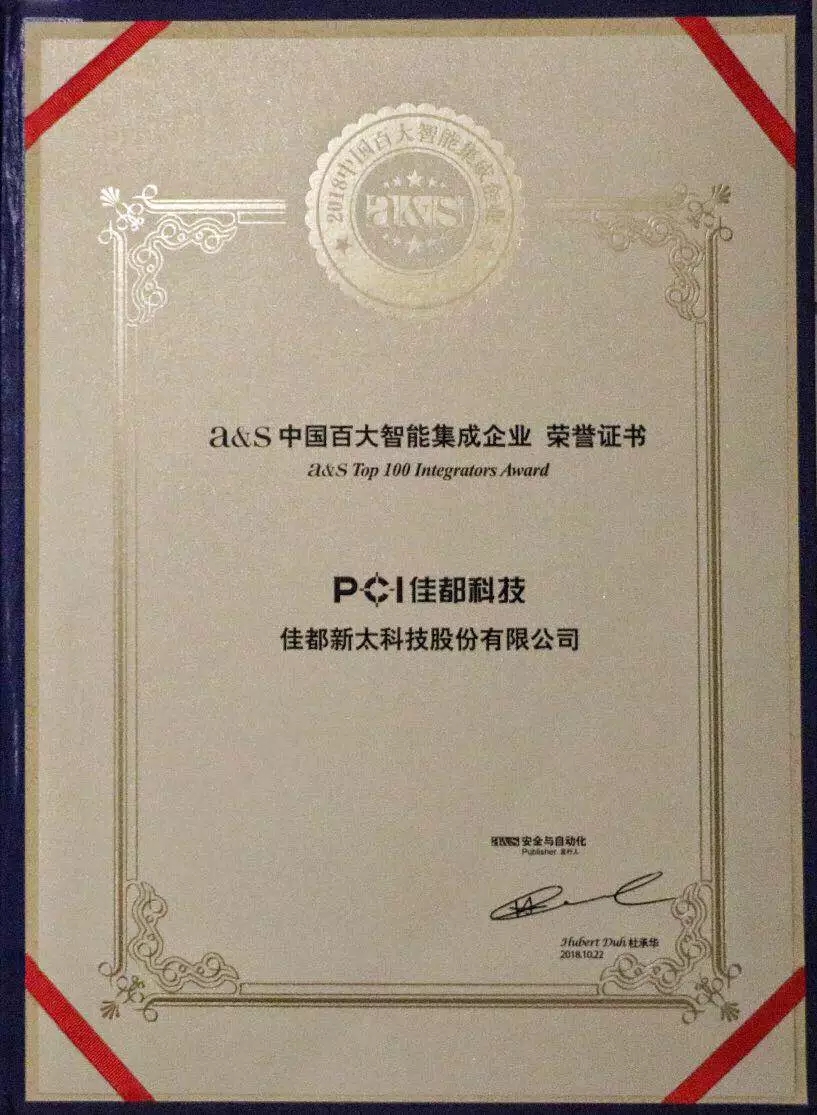 2018中国百大智能集成企业
a&s
a&s 中国百大智能集成企业 荣誉证书
a&s Top 100 Integrators Award
PCI佳都科技
佳都新太科技股份有限公司
a&s 安全与自动化
Publisher 发行人
Hubert Duh 杜承华
2018.10.22